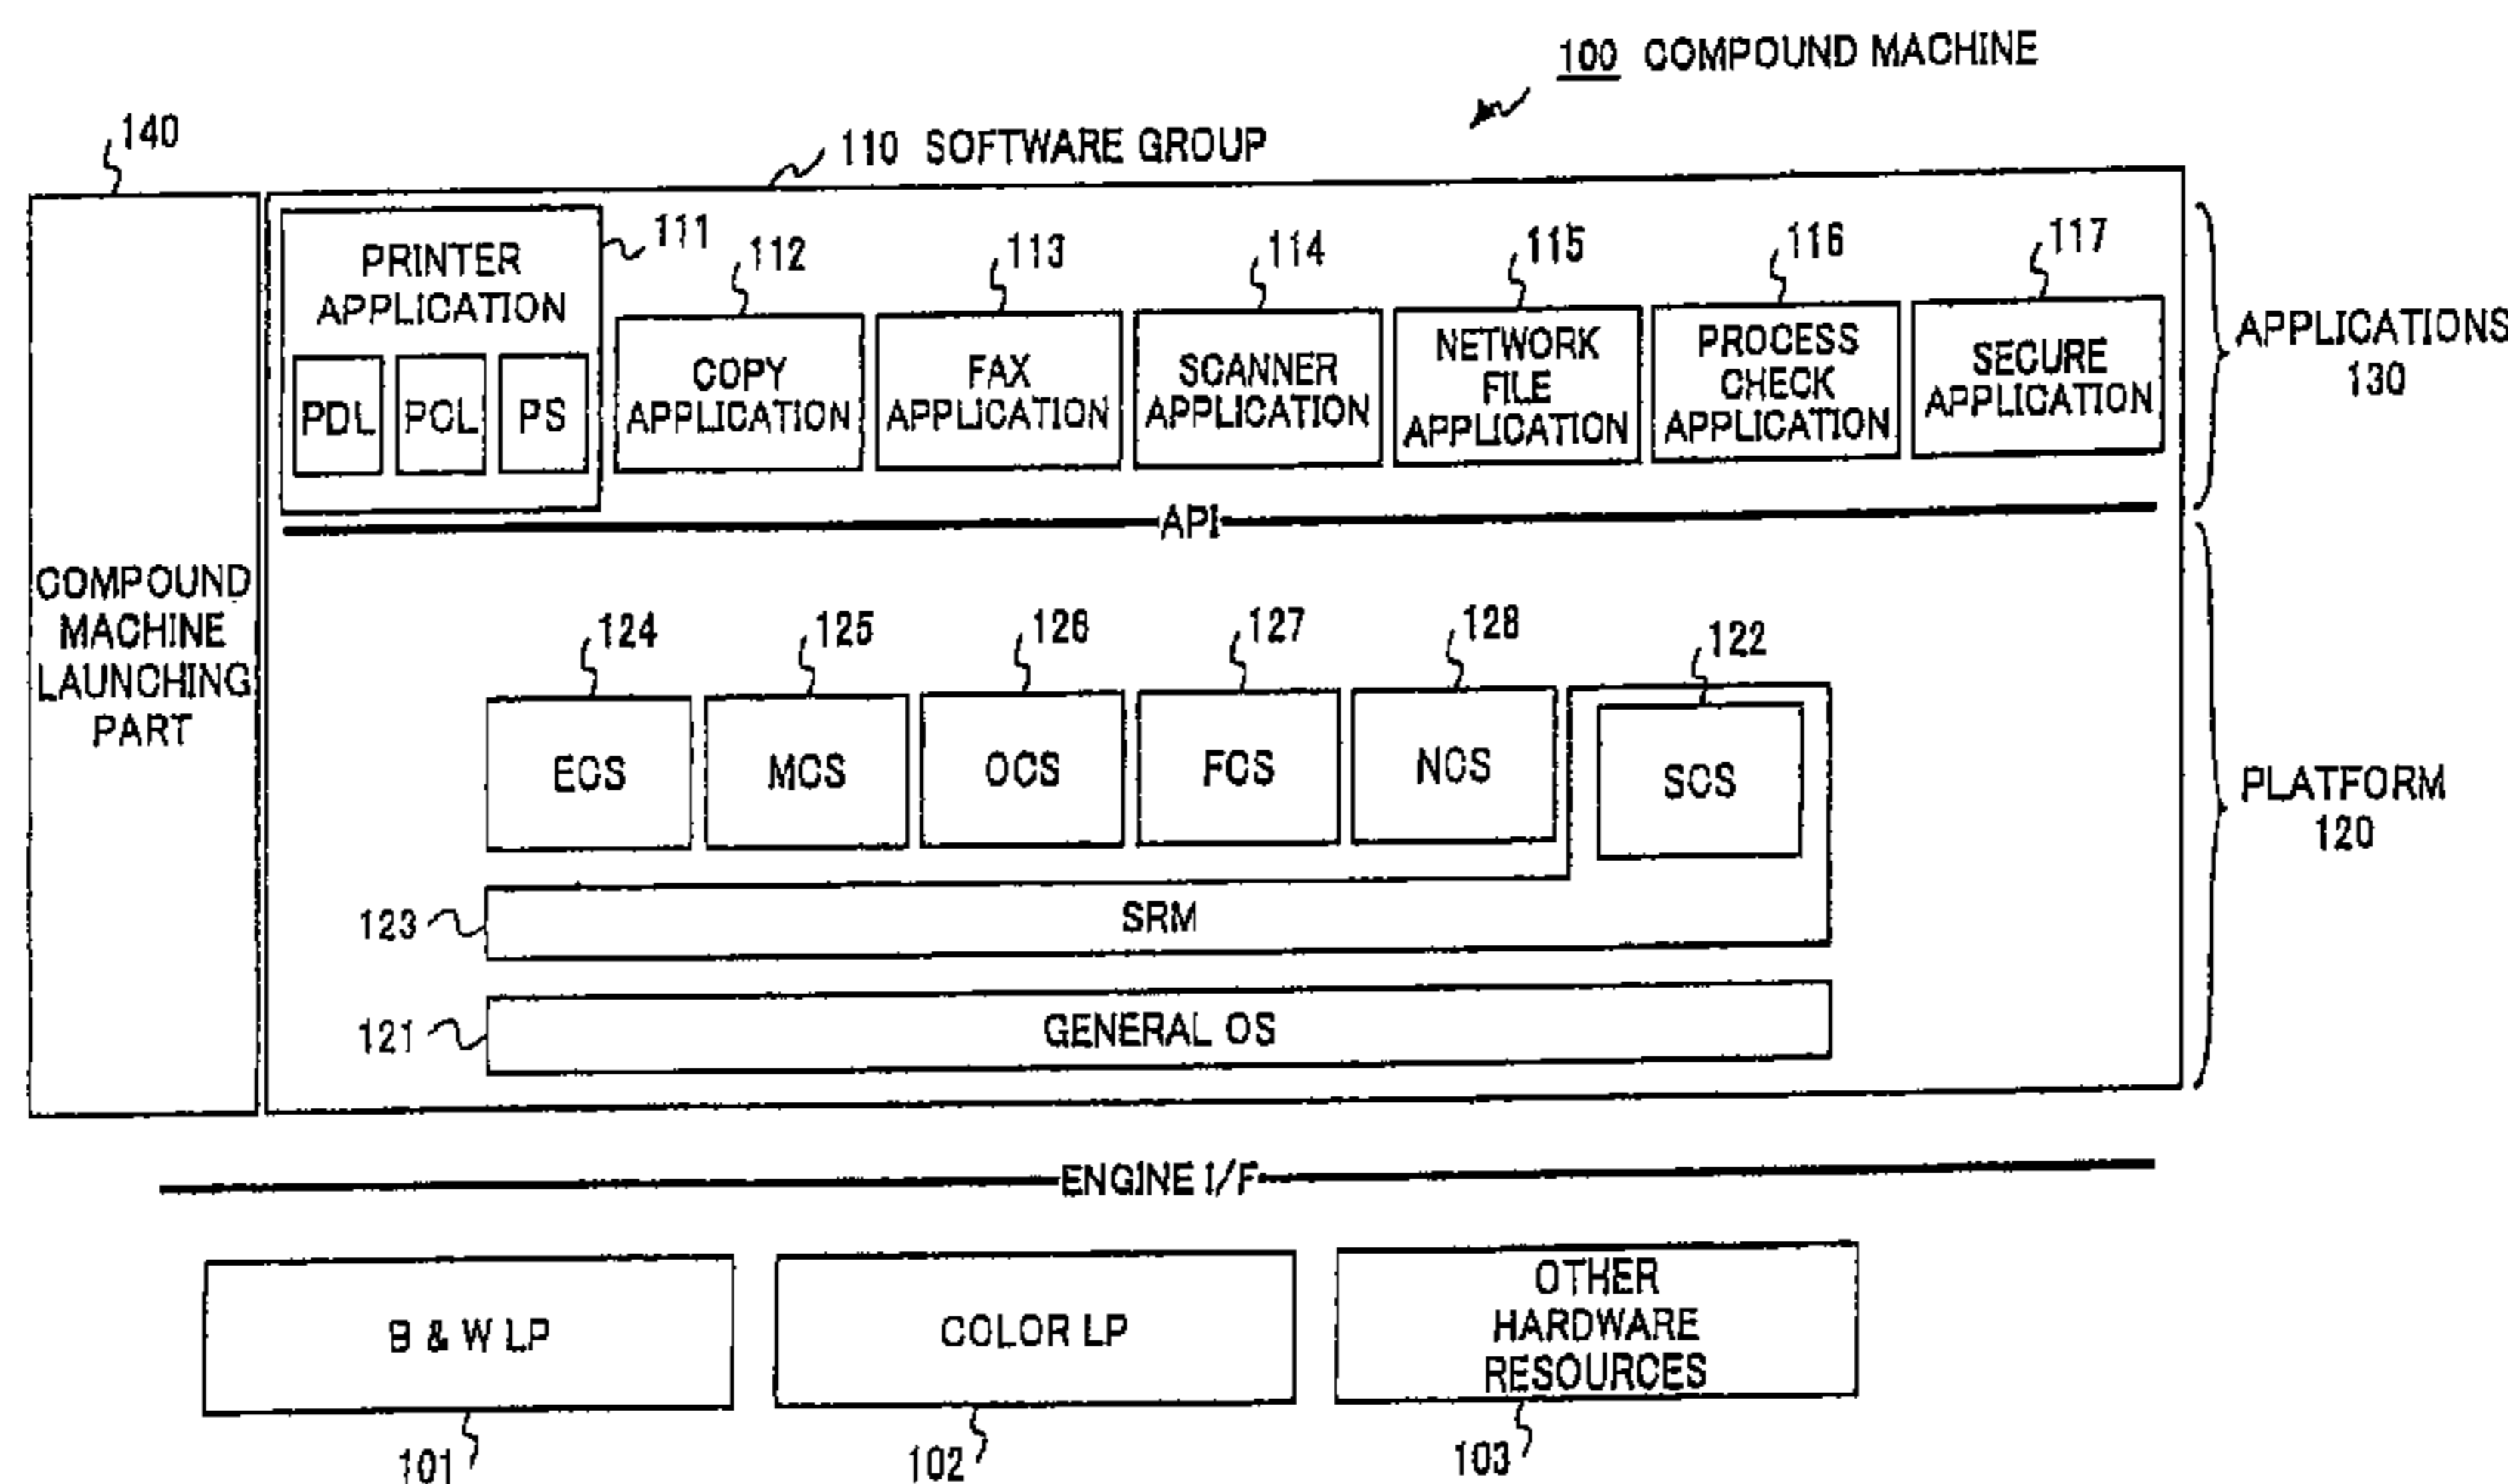 100 COMPOUND MACHINE
140
110 SOFTWARE GROUP
PRINTER
APPLICATION
111
PDL
PCL
PS
112
COPY
APPLICATION
113
FAX
APPLICATION
114
SCANNER
APPLICATION
115
NETWORK
FILE
APPLICATION
116
PROCESS
CHECK
APPLICATION
117
SECURE
APPLICATION
APPLICATIONS
130
API
COMPOUND
MACHINE
LAUNCHING
PART
124
125
126
127
128
122
ECS
MCS
OCS
FCS
NCS
SCS
PLATFORM
120
123
SRM
121
GENERAL OS
ENGINE I/F
B & W LP
COLOR LP
OTHER
HARDWARE
RESOURCES
101
102
103